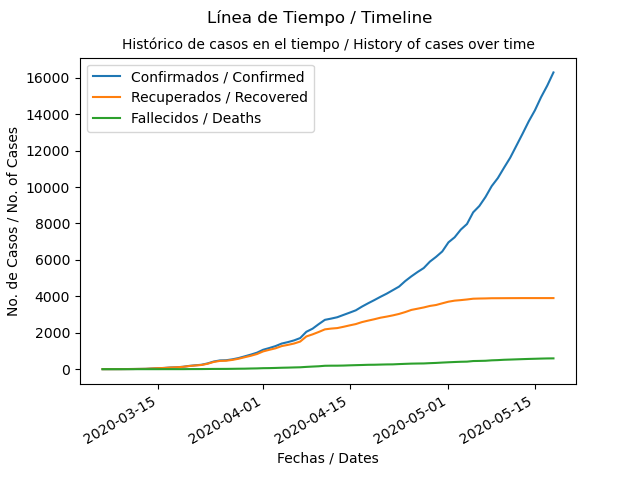 Línea de Tiempo / Timeline
Histórico de casos en el tiempo / History of cases over time
Confirmados / Confirmed
Recuperados / Recovered
Fallecidos / Deaths
No. de Casos / No. of Cases
16000
14000
12000
10000
8000
6000
4000
2000
0
2020-03-15
2020-04-01
2020-04-15
2020-05-01
2020-05-15
Fechas / Dates